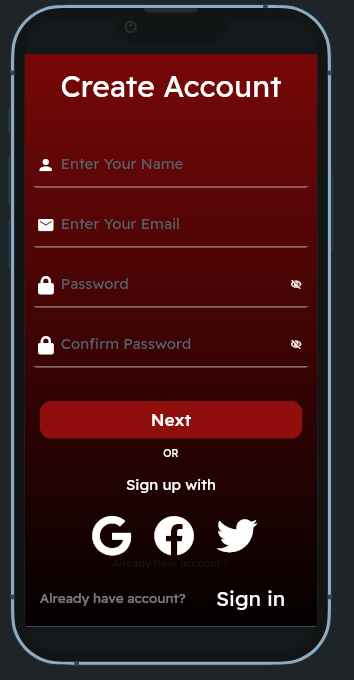 Create Account
Enter Your Name
Enter Your Email
Password
Confirm Password
Next
OR
Sign up with
Already have account ?
Already have account? Sign in